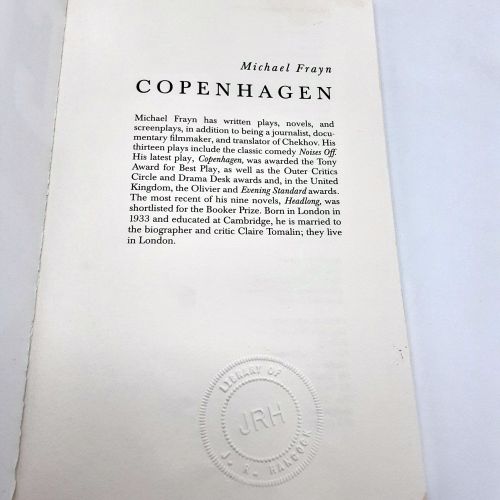 Michael Frayn
COPENHAGEN
Michael Frayn has written plays, novels, and
screenplays, in addition to being a journalist, docu-
mentary filmmaker, and translator of Chekhov. His
thirteen plays include the classic comedy Noises Off.
His latest play, Copenhagen, was awarded the Tony
Award for Best Play, as well as the Outer Critics
Circle and Drama Desk awards and, in the United
Kingdom, the Olivier and Evening Standard awards.
The most recent of his nine novels, Headlong, was
shortlisted for the Booker Prize. Born in London in
1933 and educated at Cambridge, he is married to
the biographer and critic Claire Tomalin; they live
in London.
LIBRARY OF
JRH
J. R. HANCOCK